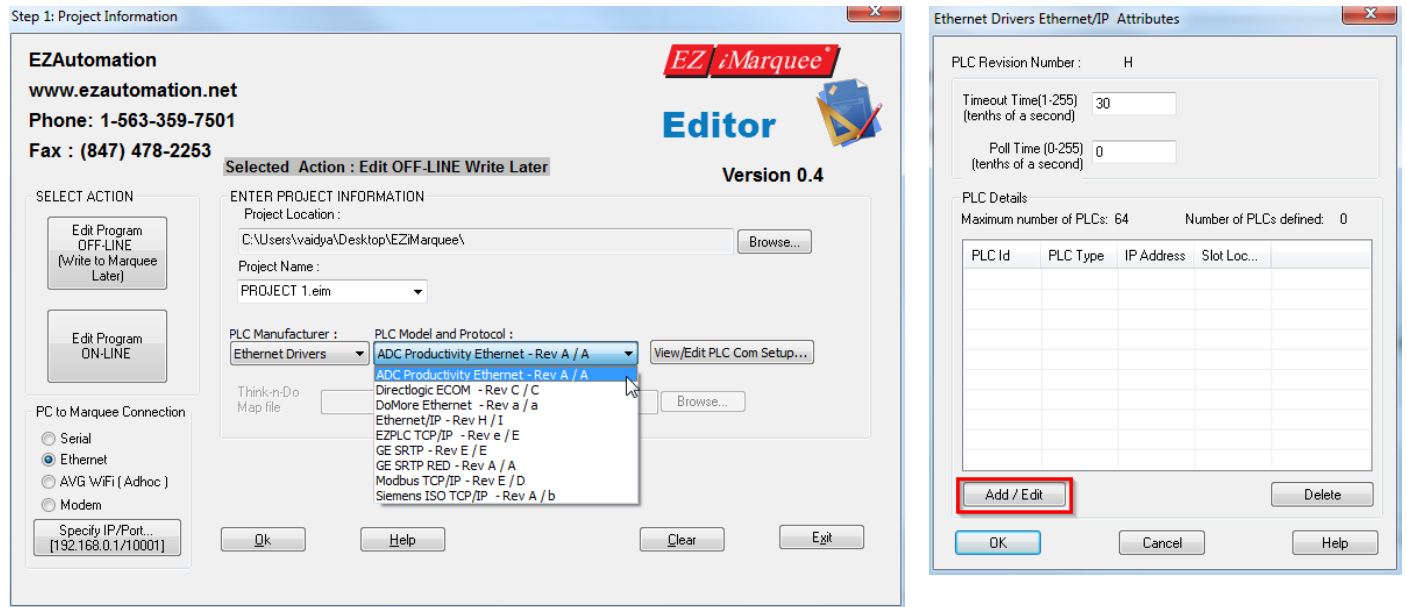 Step 1: Project Information
EZAutomation
www.ezautomation.net
Phone: 1-563-359-7501
Fax : (847) 478-2253
EZ iMarquee
Editor
Selected Action : Edit OFF-LINE Write Later
Version 0.4
SELECT ACTION
Edit Program
OFF-LINE
(Write to Marquee
Later)
Edit Program
ON-LINE
PC to Marquee Connection
Serial
Ethernet
AVG WiFi ( Adhoc )
Modem
Specify IP/Port...
[192.168.0.1/10001]
ENTER PROJECT INFORMATION
Project Location :
C:\Users\vaidya\Desktop\EZiMarquee\
Browse...
Project Name :
PROJECT 1.eim
PLC Manufacturer :
PLC Model and Protocol :
Ethernet Drivers
ADC Productivity Ethernet - Rev A / A
View/Edit PLC Com Setup...
ADC Productivity Ethernet - Rev A / A
Directlogic ECOM - Rev C / C
DoMore Ethernet - Rev a / a
Ethernet/IP - Rev H / I
EZPLC TCP/IP - Rev e / E
GE SRTP - Rev E / E
GE SRTP RED - Rev A / A
Modbus TCP/IP - Rev E / D
Siemens ISO TCP/IP - Rev A / b
Think-n-Do
Map file
Browse...
Ok
Help
Clear
Exit
Ethernet Drivers Ethernet/IP Attributes
PLC Revision Number : H
Timeout Time(1-255)
(tenths of a second)
30
Poll Time (0-255)
(tenths of a second)
0
PLC Details
Maximum number of PLCs: 64 Number of PLCs defined: 0
PLC Id PLC Type IP Address Slot Loc...
Add / Edit
Delete
OK
Cancel
Help